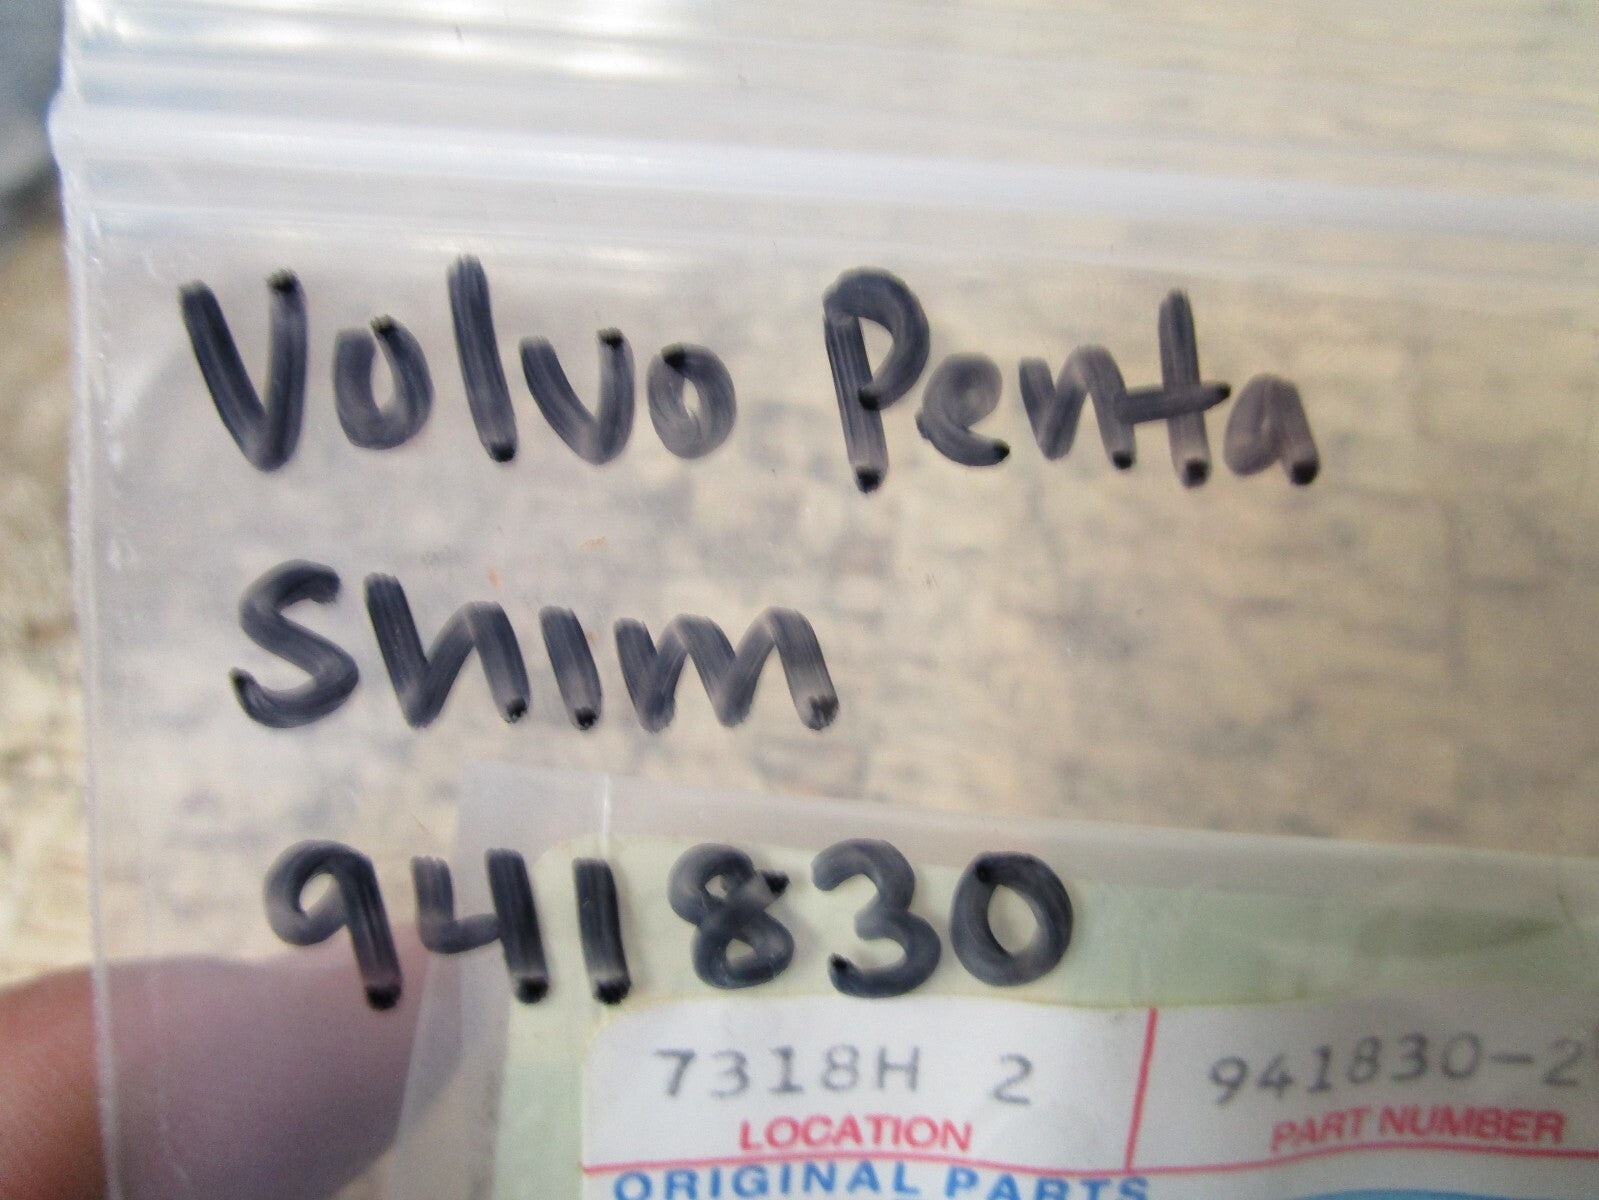 Volvo Penta
Shim
941830
7318H 2 941830-2
LOCATION PART NUMBER
ORIGINAL PARTS